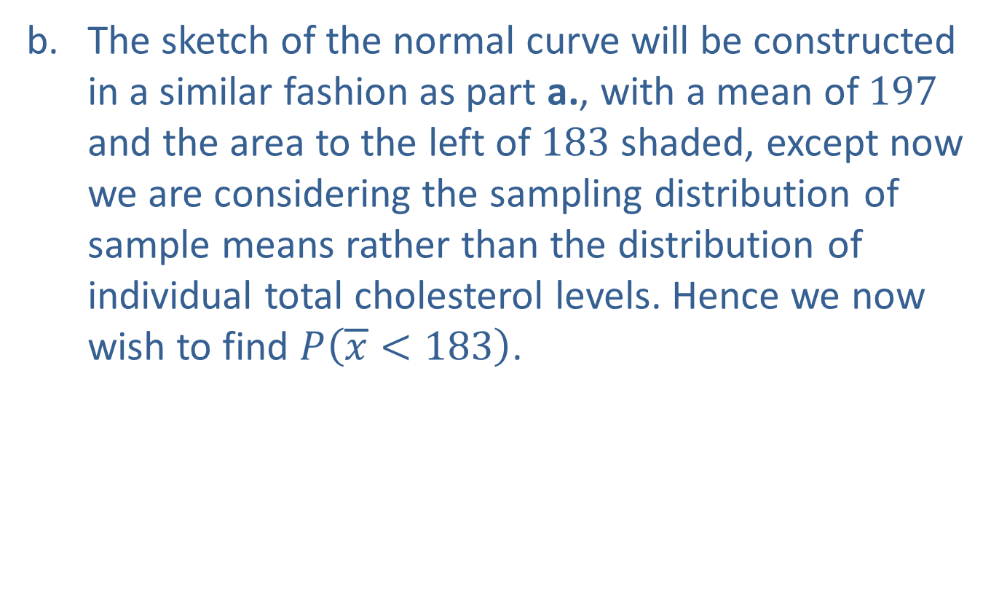 b. The sketch of the normal curve will be constructed
in a similar fashion as part a., with a mean of 197
and the area to the left of 183 shaded, except now
we are considering the sampling distribution of
sample means rather than the distribution of
individual total cholesterol levels. Hence we now
wish to find P(x̅ < 183).